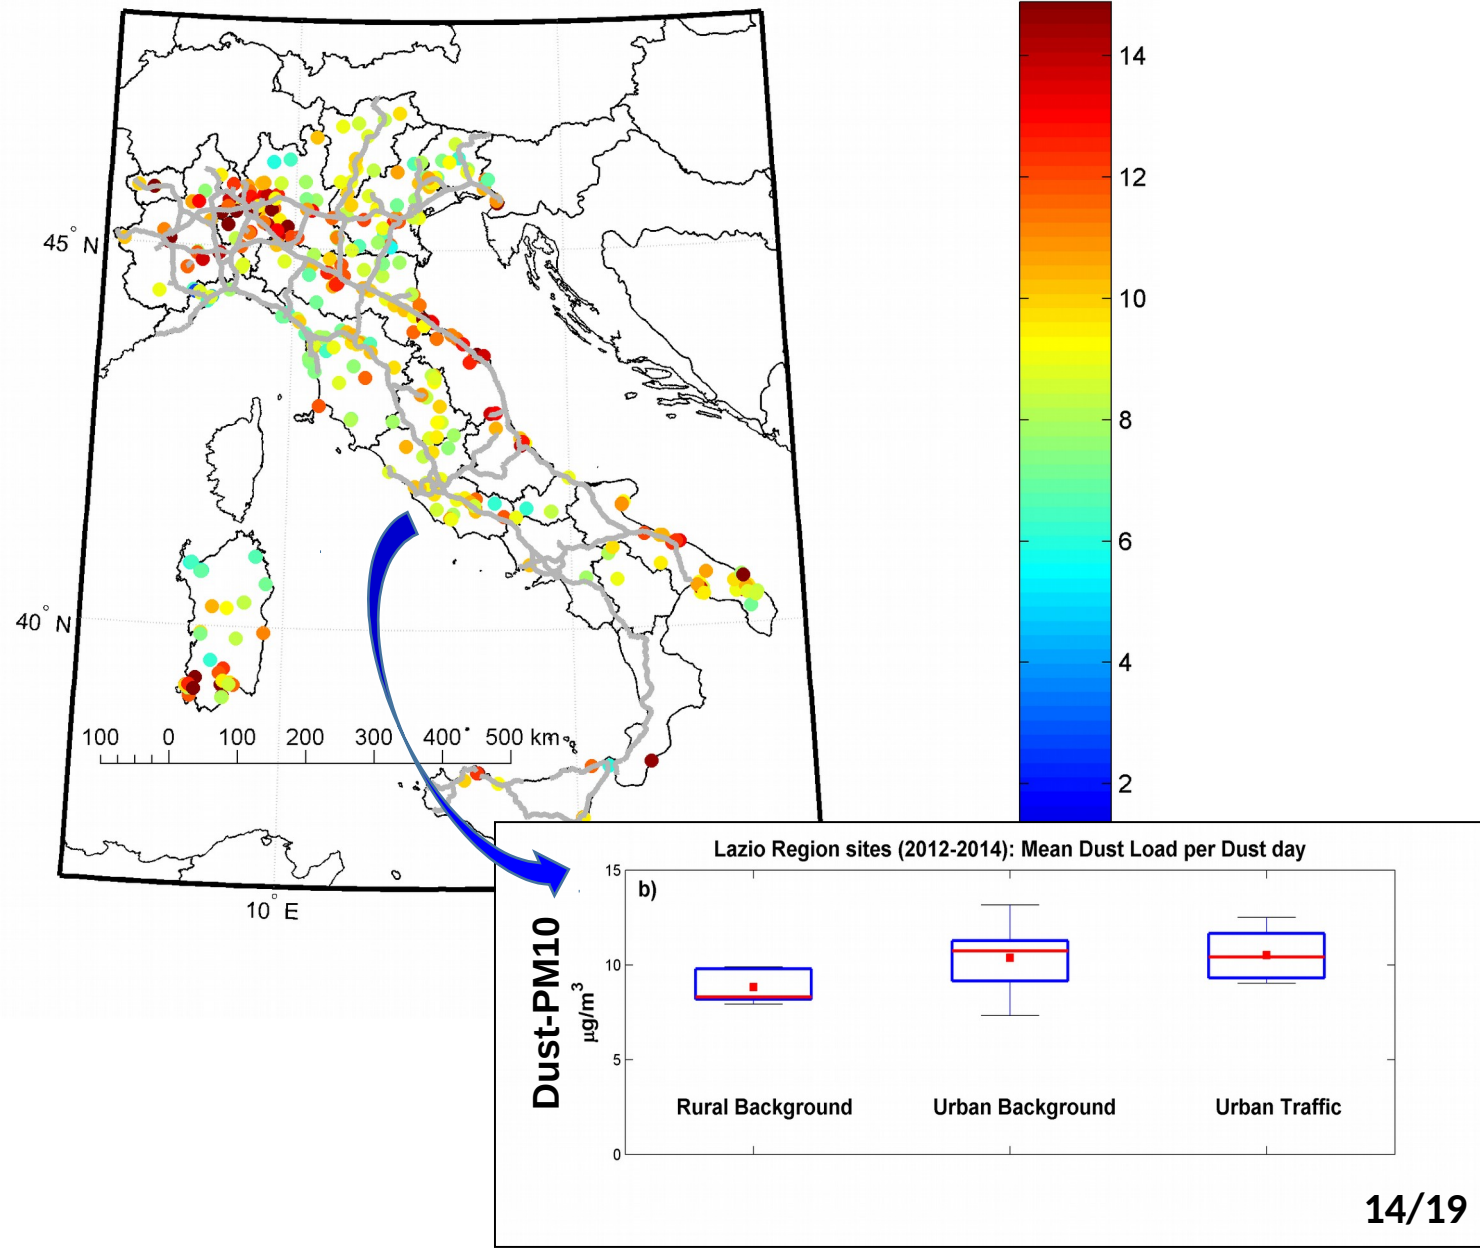 14
12
10
8
6
4
2
45° N
40° N
100 0 100 200 300 400 500 km
10° E
Lazio Region sites (2012-2014): Mean Dust Load per Dust day
b)
15
10
5
0
Dust-PM10
µg/m³
Rural Background Urban Background Urban Traffic
14/19